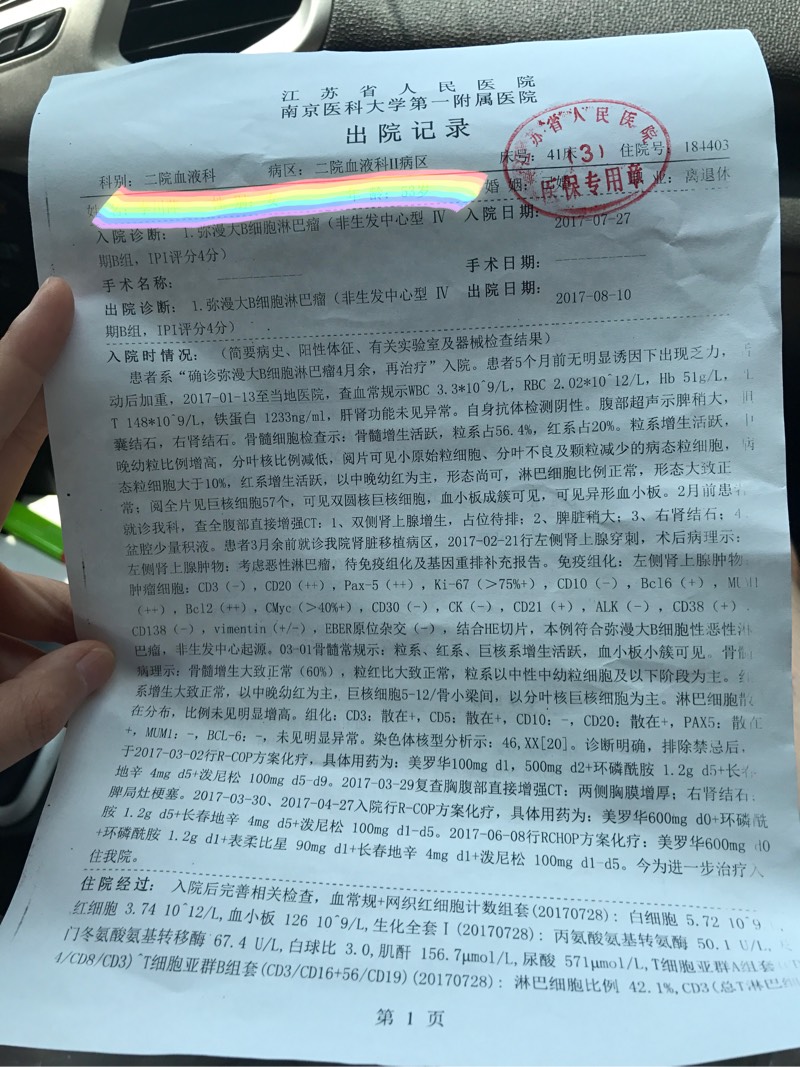 江苏省人民医院
南京医科大学第一附属医院
出院记录
科别: 二院血液科 病区: 二院血液科II病区 床号: 41床 住院号: 184403
江苏省人民医院
(3)
医保专用章
婚姻: 业: 离退休
入院诊断: 1.弥漫大B细胞淋巴瘤(非生发中心型 IV 入院日期: 2017-07-27
期B组, IPI评分4分)
手术名称: 手术日期:
出院诊断: 1.弥漫大B细胞淋巴瘤(非生发中心型 IV 出院日期: 2017-08-10
期B组, IPI评分4分)
入院时情况: (简要病史、阳性体征、有关实验室及器械检查结果)
患者系“确诊弥漫大B细胞淋巴瘤4月余,再治疗”入院。患者5个月前无明显诱因下出现乏力,
动后加重, 2017-01-13至当地医院, 查血常规示WBC 3.3*10^9/L, RBC 2.02*10^12/L, Hb 51g/L,
T 148*10^9/L, 铁蛋白 1233ng/ml, 肝肾功能未见异常。自身抗体检测阴性。腹部超声示脾稍大,
囊结石, 右肾结石。骨髓细胞检查示: 骨髓增生活跃, 粒系占56.4%, 红系占20%。粒系增生活跃,
晚幼粒比例增高, 分叶核比例减低, 阅片可见小原始粒细胞、分叶不良及颗粒减少的病态粒细胞, 病
态粒细胞大于10%, 红系增生活跃, 以中晚幼红为主, 形态尚可, 淋巴细胞比例正常, 形态大致正
常; 阅全片见巨核细胞57个, 可见双圆核巨核细胞, 血小板成簇可见, 可见异形血小板。2月前患者
就诊我科, 查全腹部直接增强CT: 1、双侧肾上腺增生, 占位待排; 2、脾脏稍大; 3、右肾结石; 4
盆腔少量积液。患者3月余前就诊我院肾脏移植病区, 2017-02-21行左侧肾上腺穿刺, 术后病理示:
左侧肾上腺肿物: 考虑恶性淋巴瘤, 待免疫组化及基因重排补充报告。免疫组化: 左侧肾上腺肿物
肿瘤细胞: CD3(-), CD20(++), Pax-5(++), Ki-67(>75%+), CD10(-), Bcl6(+), MUM
(++), Bcl2(++), CMyc(>40%+), CD30(-), CK(-), CD21(+), ALK(-), CD38(+)
CD138(-), vimentin(+/-), EBER原位杂交(-), 结合HE切片, 本例符合弥漫大B细胞性恶性淋
巴瘤, 非生发中心起源。03-01骨髓常规示: 粒系、红系、巨核系增生活跃, 血小板小簇可见。骨髓
病理示: 骨髓增生大致正常(60%), 粒红比大致正常, 粒系以中性中幼粒细胞及以下阶段为主。红
系增生大致正常, 以中晚幼红为主, 巨核细胞5-12/骨小梁间, 以分叶核巨核细胞为主。淋巴细胞散
在分布, 比例未见明显增高。组化: CD3: 散在+, CD5: 散在+, CD10: -, CD20: 散在+, PAX5: 散在
+, MUM1: -, BCL-6: -, 未见明显异常。染色体核型分析示: 46,XX[20]。诊断明确, 排除禁忌后,
于2017-03-02行R-COP方案化疗, 具体用药为: 美罗华100mg d1, 500mg d2+环磷酰胺 1.2g d5+长春
地辛 4mg d5+泼尼松 100mg d5-d9。2017-03-29复查胸腹部直接增强CT: 两侧胸膜增厚; 右肾结石;
脾局灶梗塞。2017-03-30、2017-04-27入院行R-COP方案化疗, 具体用药为: 美罗华600mg d0+环磷酰
胺 1.2g d5+长春地辛 4mg d5+泼尼松 100mg d1-d5。2017-06-08行RCHOP方案化疗: 美罗华600mg d0
+环磷酰胺 1.2g d1+表柔比星 90mg d1+长春地辛 4mg d1+泼尼松 100mg d1-d5。今为进一步治疗入
住我院。
住院经过: 入院后完善相关检查, 血常规+网织红细胞计数组套(20170728): 白细胞 5.72 10^9
红细胞 3.74 10^12/L,血小板 126 10^9/L,生化全套Ⅰ(20170728): 丙氨酸氨基转氨酶 50.1 U/L,
门冬氨酸氨基转移酶 67.4 U/L,白球比 3.0,肌酐 156.7μmol/L,尿酸 571μmol/L,T细胞亚群A组套
4/CD8/CD3)^T细胞亚群B组套(CD3/CD16+56/CD19)(20170728): 淋巴细胞比例 42.1%,CD3(总T淋巴细
第 1 页